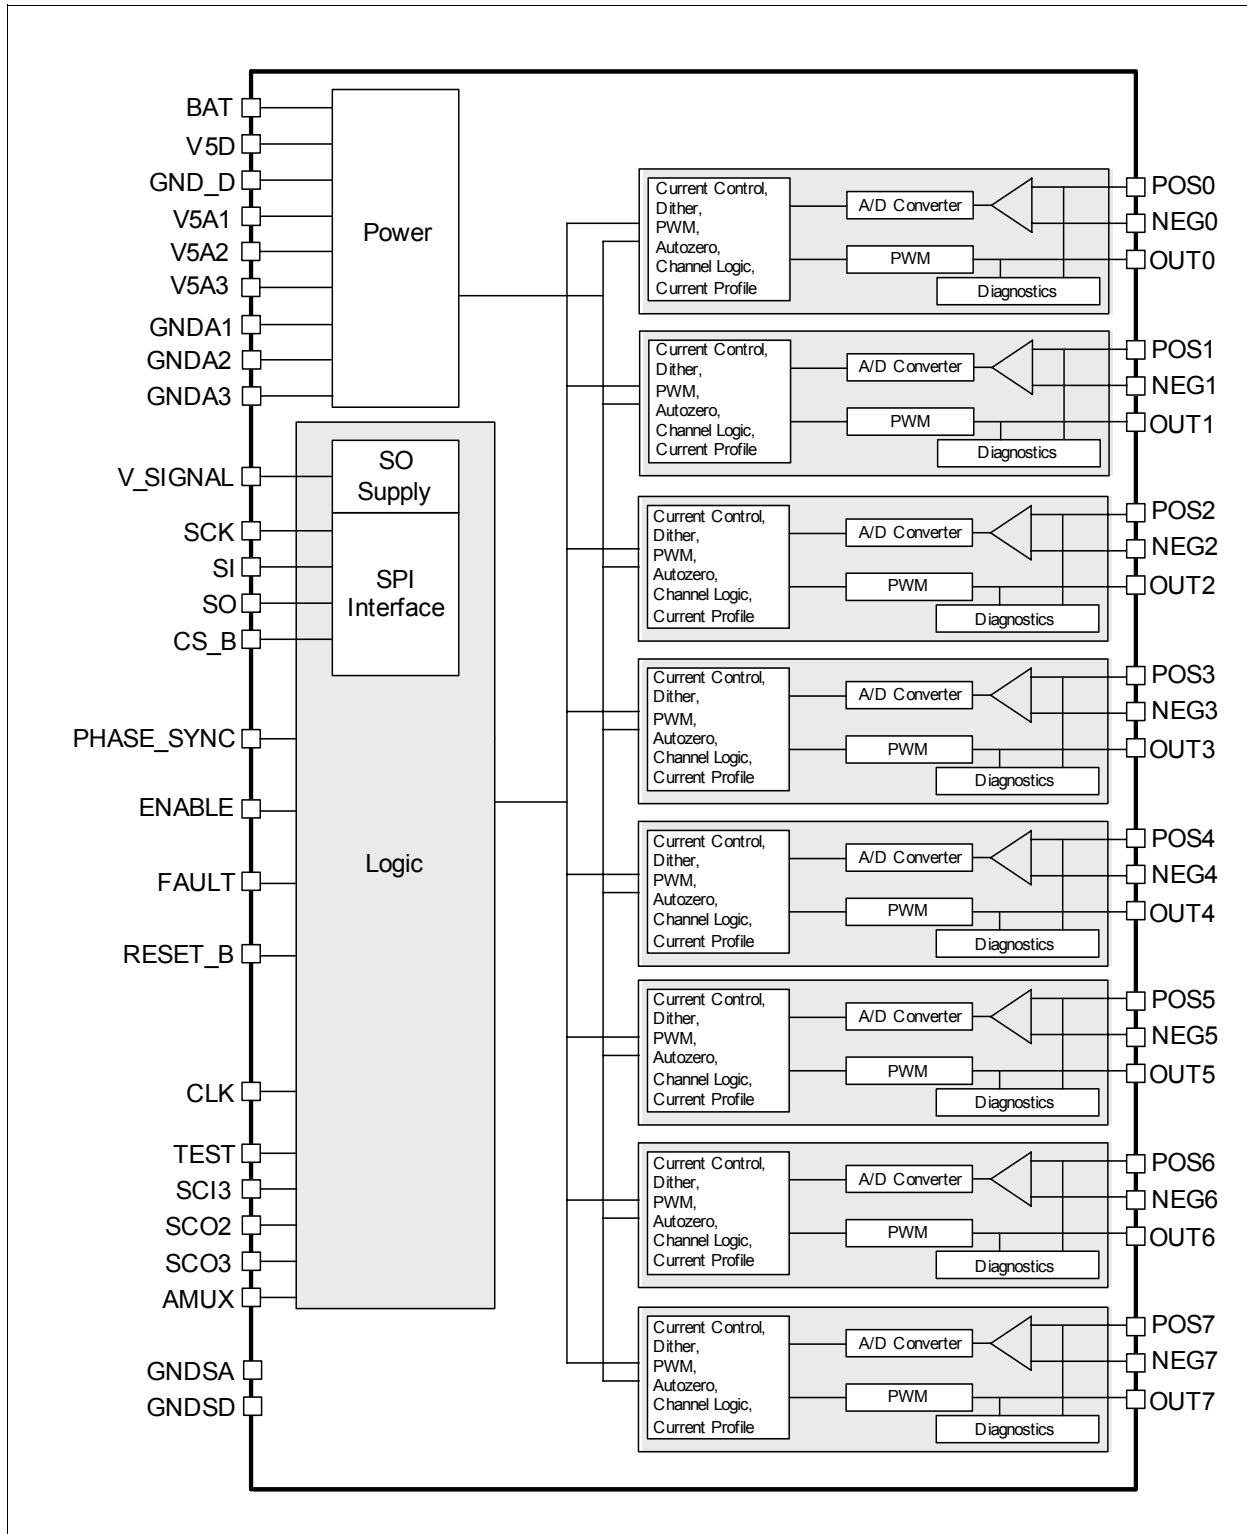 BAT
V5D
GND_D
V5A1
V5A2
V5A3
GNDA1
GNDA2
GNDA3
Power
V_SIGNAL
SCK
SI
SO
CS_B
SO
Supply
SPI
Interface
PHASE_SYNC
ENABLE
FAULT
RESET_B
Logic
CLK
TEST
SCI3
SCO2
SCO3
AMUX
GNDSA
GNDSD
Current Control,
Dither,
PWM,
Autozero,
Channel Logic,
Current Profile
A/D Converter
PWM
Diagnostics
POS0
NEG0
OUT0
Current Control,
Dither,
PWM,
Autozero,
Channel Logic,
Current Profile
A/D Converter
PWM
Diagnostics
POS1
NEG1
OUT1
Current Control,
Dither,
PWM,
Autozero,
Channel Logic,
Current Profile
A/D Converter
PWM
Diagnostics
POS2
NEG2
OUT2
Current Control,
Dither,
PWM,
Autozero,
Channel Logic,
Current Profile
A/D Converter
PWM
Diagnostics
POS3
NEG3
OUT3
Current Control,
Dither,
PWM,
Autozero,
Channel Logic,
Current Profile
A/D Converter
PWM
Diagnostics
POS4
NEG4
OUT4
Current Control,
Dither,
PWM,
Autozero,
Channel Logic,
Current Profile
A/D Converter
PWM
Diagnostics
POS5
NEG5
OUT5
Current Control,
Dither,
PWM,
Autozero,
Channel Logic,
Current Profile
A/D Converter
PWM
Diagnostics
POS6
NEG6
OUT6
Current Control,
Dither,
PWM,
Autozero,
Channel Logic,
Current Profile
A/D Converter
PWM
Diagnostics
POS7
NEG7
OUT7